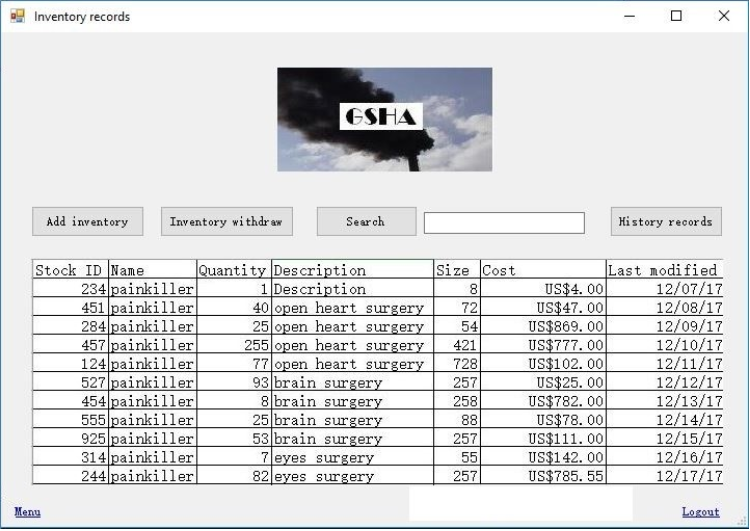 Inventory records
GSHA
Add inventory Inventory withdraw Search History records
Stock ID Name Quantity Description Size Cost Last modified
234 painkiller 1 Description 8 US$4.00 12/07/17
451 painkiller 40 open heart surgery 72 US$47.00 12/08/17
284 painkiller 25 open heart surgery 54 US$869.00 12/09/17
457 painkiller 255 open heart surgery 421 US$777.00 12/10/17
124 painkiller 77 open heart surgery 728 US$102.00 12/11/17
527 painkiller 93 brain surgery 257 US$25.00 12/12/17
454 painkiller 8 brain surgery 258 US$782.00 12/13/17
555 painkiller 25 brain surgery 88 US$78.00 12/14/17
925 painkiller 53 brain surgery 257 US$111.00 12/15/17
314 painkiller 7 eyes surgery 55 US$142.00 12/16/17
244 painkiller 82 eyes surgery 257 US$785.55 12/17/17
Menu Logout